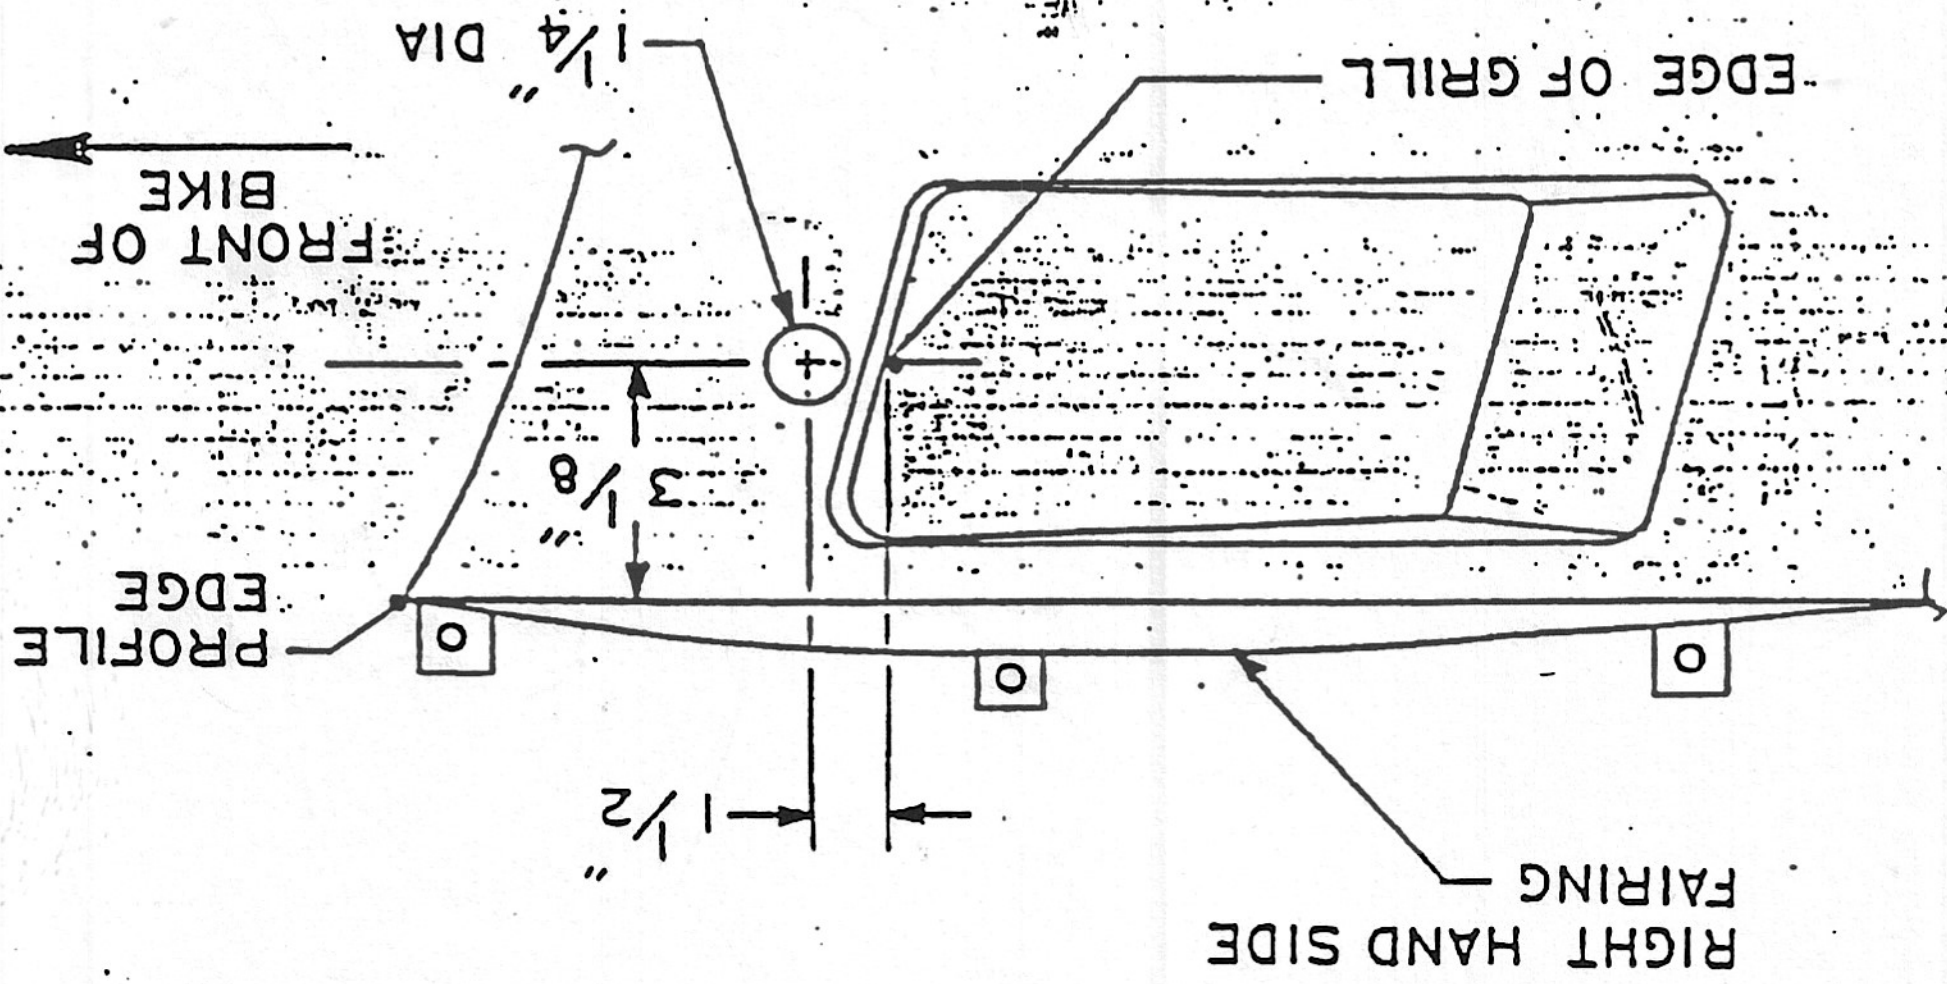 RIGHT HAND SIDE
FAIRING
1 1/2"
PROFILE
EDGE
3 1/8"
FRONT OF
BIKE
EDGE OF GRILL
1 1/4" DIA